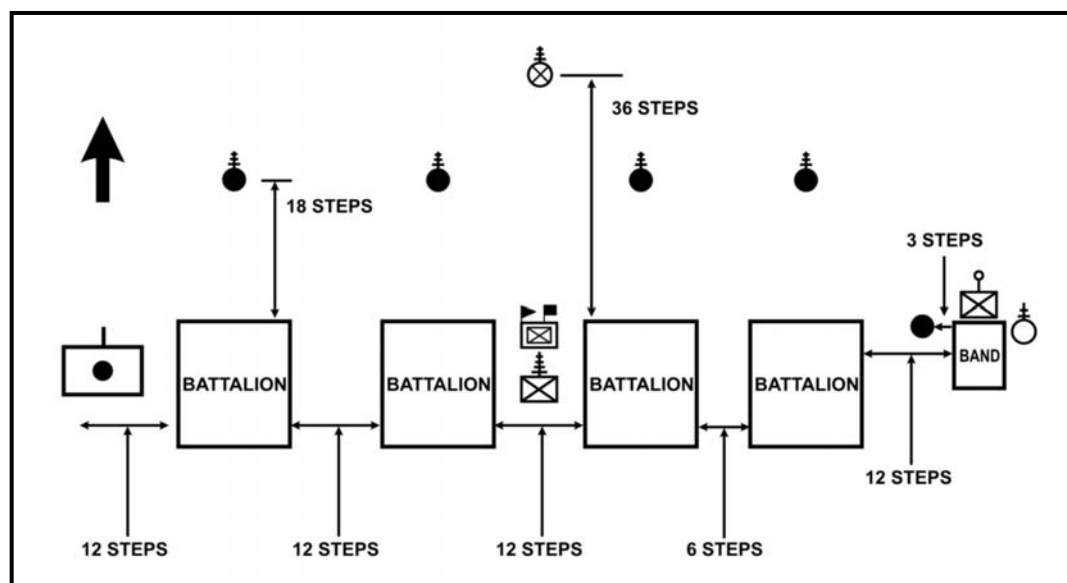 36 STEPS
18 STEPS
3 STEPS
BATTALION
BATTALION
BATTALION
BATTALION
BAND
12 STEPS
12 STEPS
12 STEPS
12 STEPS
6 STEPS